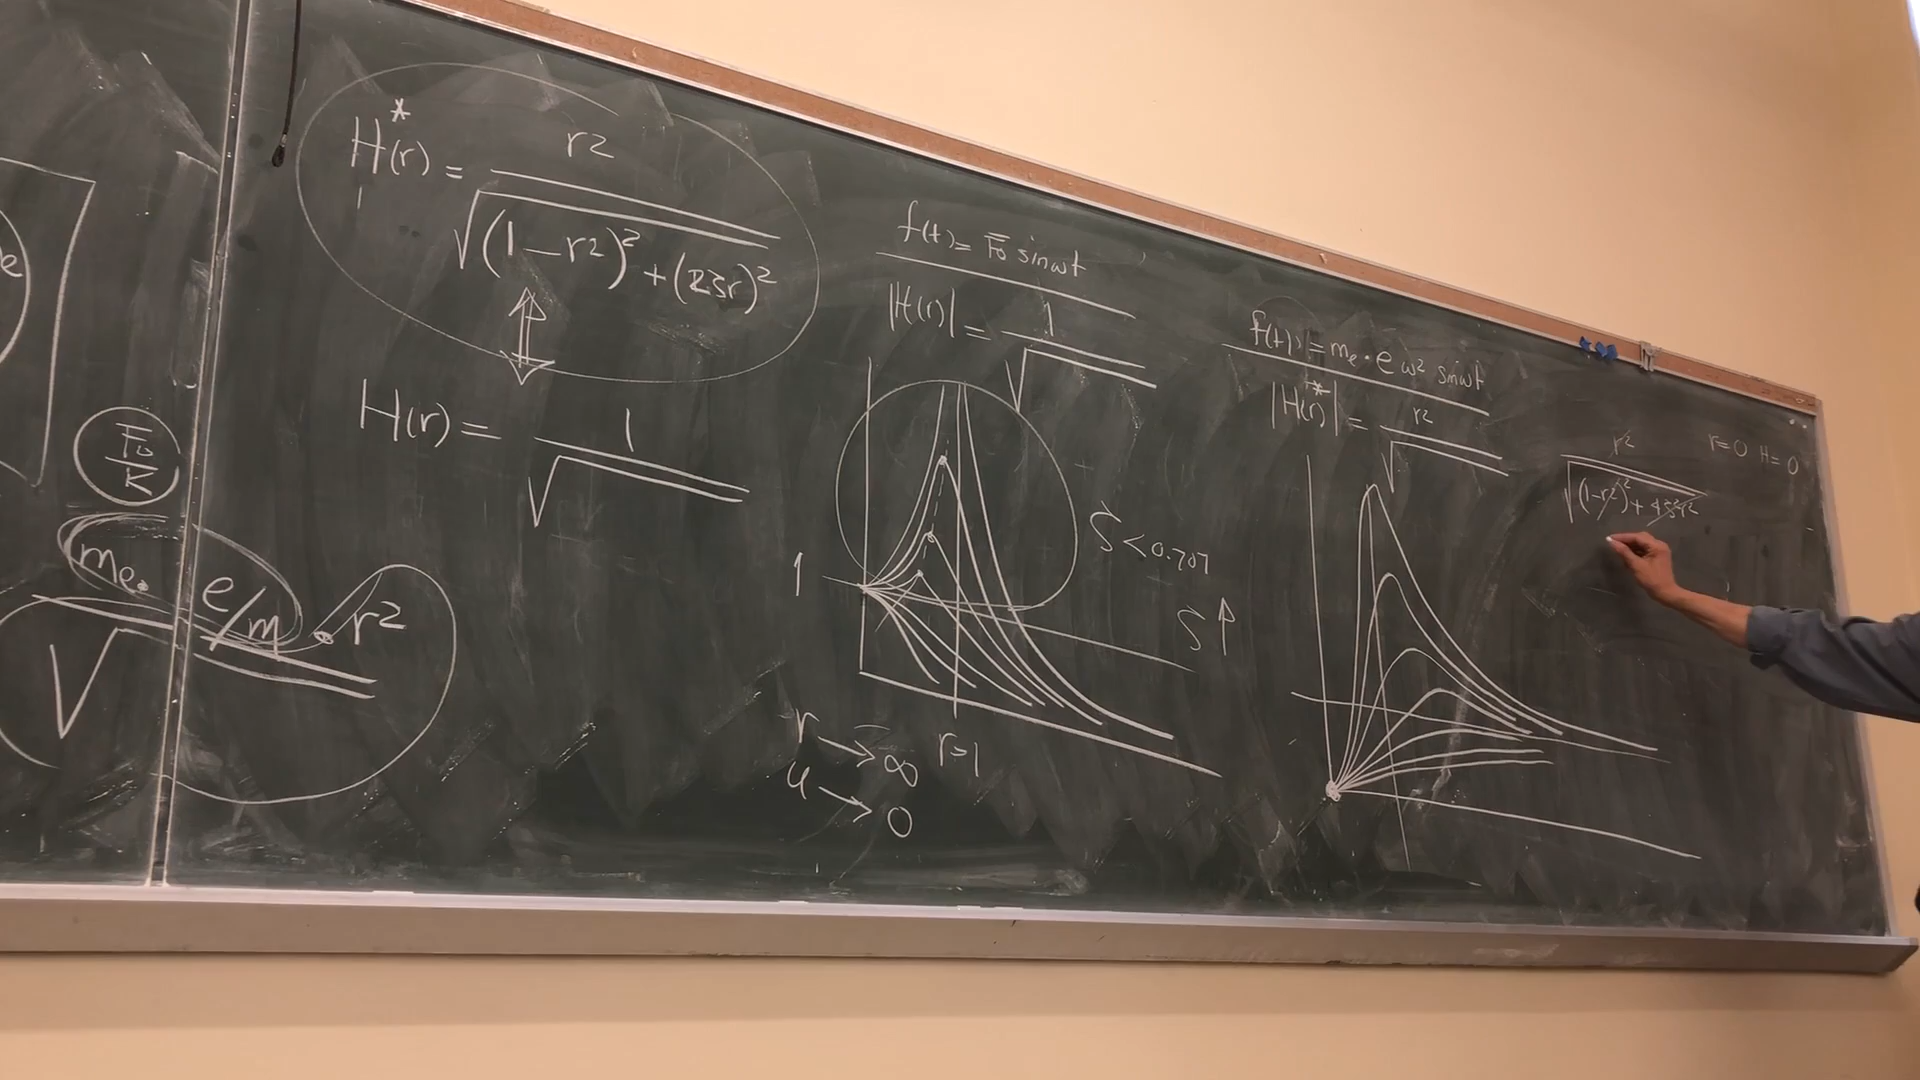 e
F₀/K
mₑ · e/m · r²
√
H*(r) = r² / √((1-r²)² + (2ζr)²)
H(r) = 1 / √
f(t) = F₀ sinωt
|H(r)| = 1 / √
1
ζ < 0.707
ζ ↑
r → ∞
u → 0
r=1
f(t) = mₑ · e ω² sinωt
|H*(r)| = r² / √
r² / √((1-r²)² + 4ζ²r²)
r=0 H=0